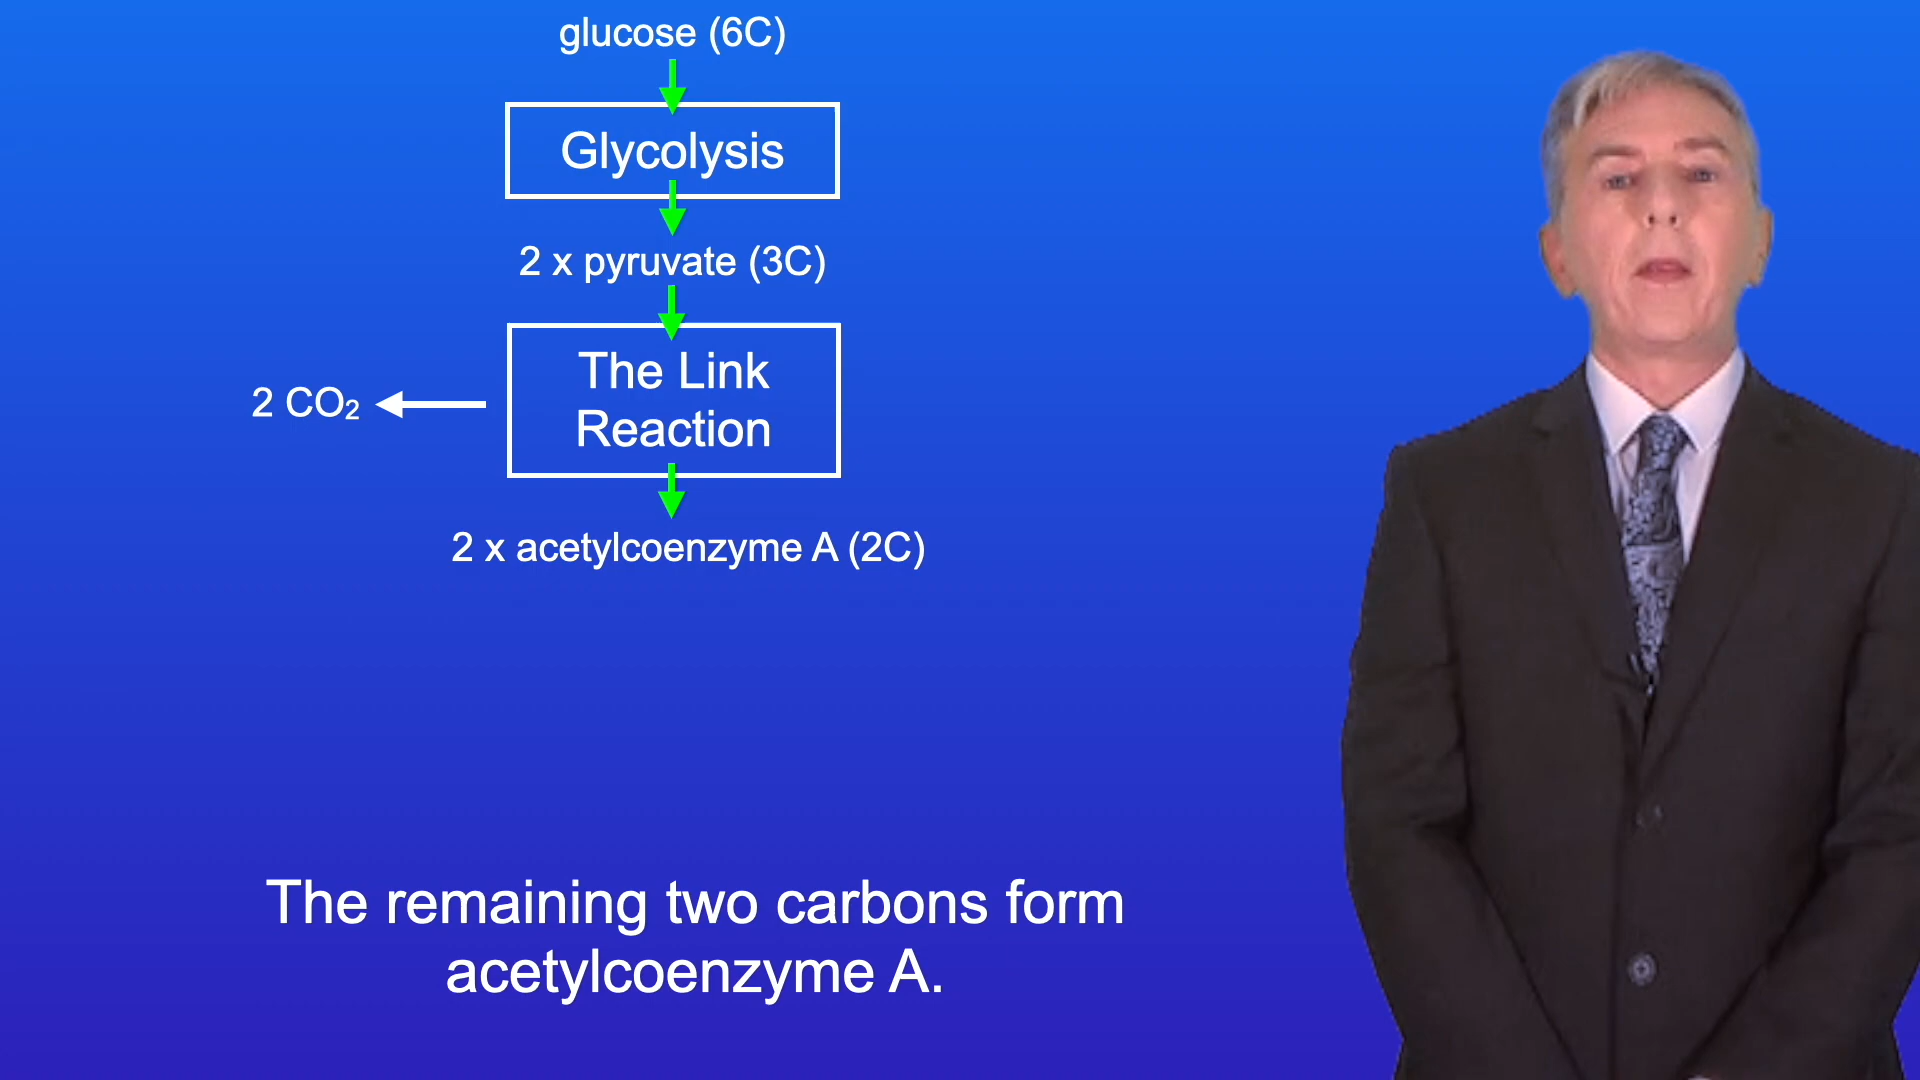 glucose (6C)
Glycolysis
2 x pyruvate (3C)
The Link
Reaction
2 CO₂
2 x acetylcoenzyme A (2C)
The remaining two carbons form
acetylcoenzyme A.